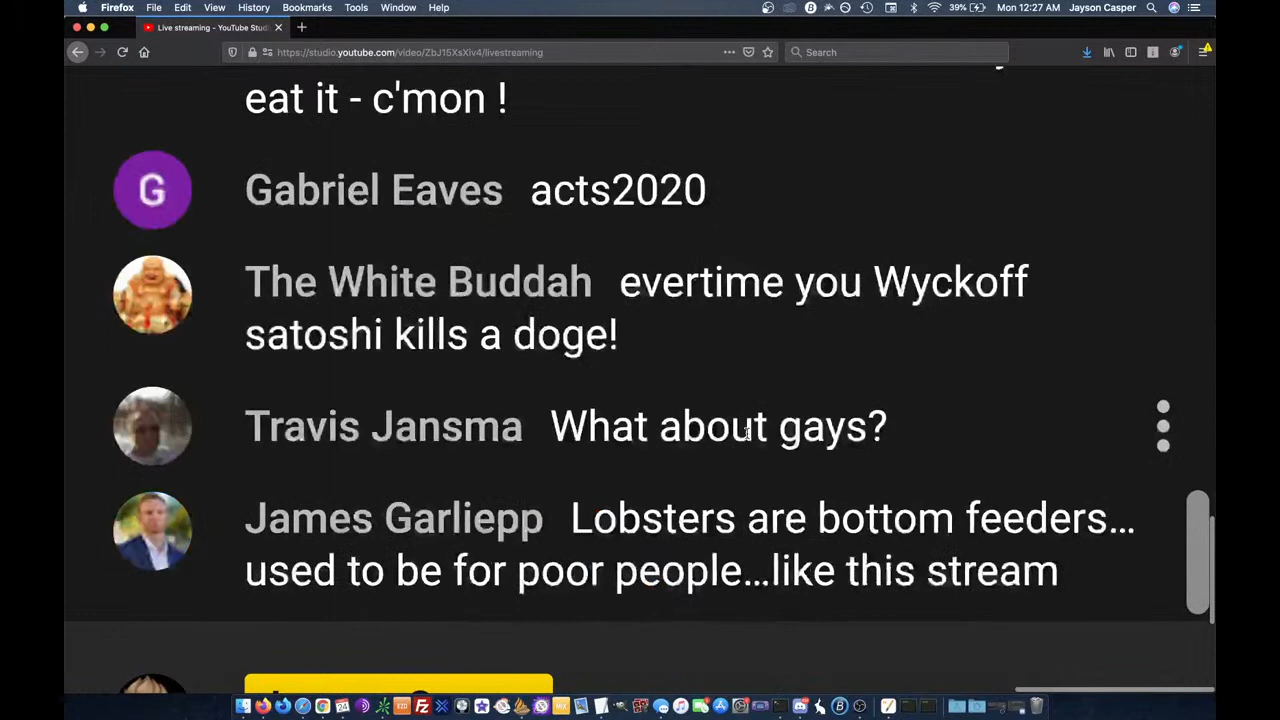 Firefox File Edit View History Bookmarks Tools Window Help 39% Mon 12:27 AM Jayson Casper
Live streaming - YouTube Stud
https://studio.youtube.com/video/ZbJ15XsXiv4/livestreaming Search
eat it - c'mon !
G Gabriel Eaves acts2020
The White Buddah evertime you Wyckoff
satoshi kills a doge!
Travis Jansma What about gays?
James Garliepp Lobsters are bottom feeders…
used to be for poor people…like this stream